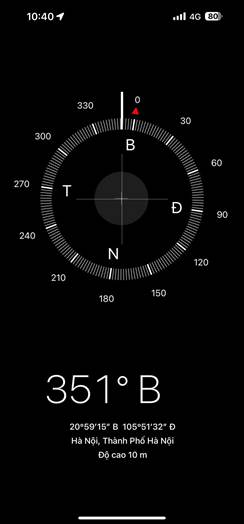 10:40 4G 80
330 0 30
300 60
270 90
240 120
210 150
180
B
T Đ
N
351° B
20°59'15" B 105°51'32" Đ
Hà Nội, Thành Phố Hà Nội
Độ cao 10 m